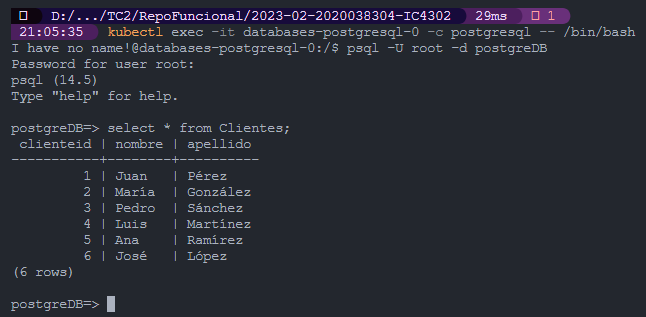 D:/.../TC2/RepoFuncional/2023-02-2020038304-IC4302 29ms 1
21:05:35 kubectl exec -it databases-postgresql-0 -c postgresql -- /bin/bash
I have no name!@databases-postgresql-0:/$ psql -U root -d postgreDB
Password for user root:
psql (14.5)
Type "help" for help.

postgreDB=> select * from Clientes;
 clienteid | nombre | apellido
-----------+--------+----------
         1 | Juan   | Pérez
         2 | María  | González
         3 | Pedro  | Sánchez
         4 | Luis   | Martínez
         5 | Ana    | Ramírez
         6 | José   | López
(6 rows)

postgreDB=>